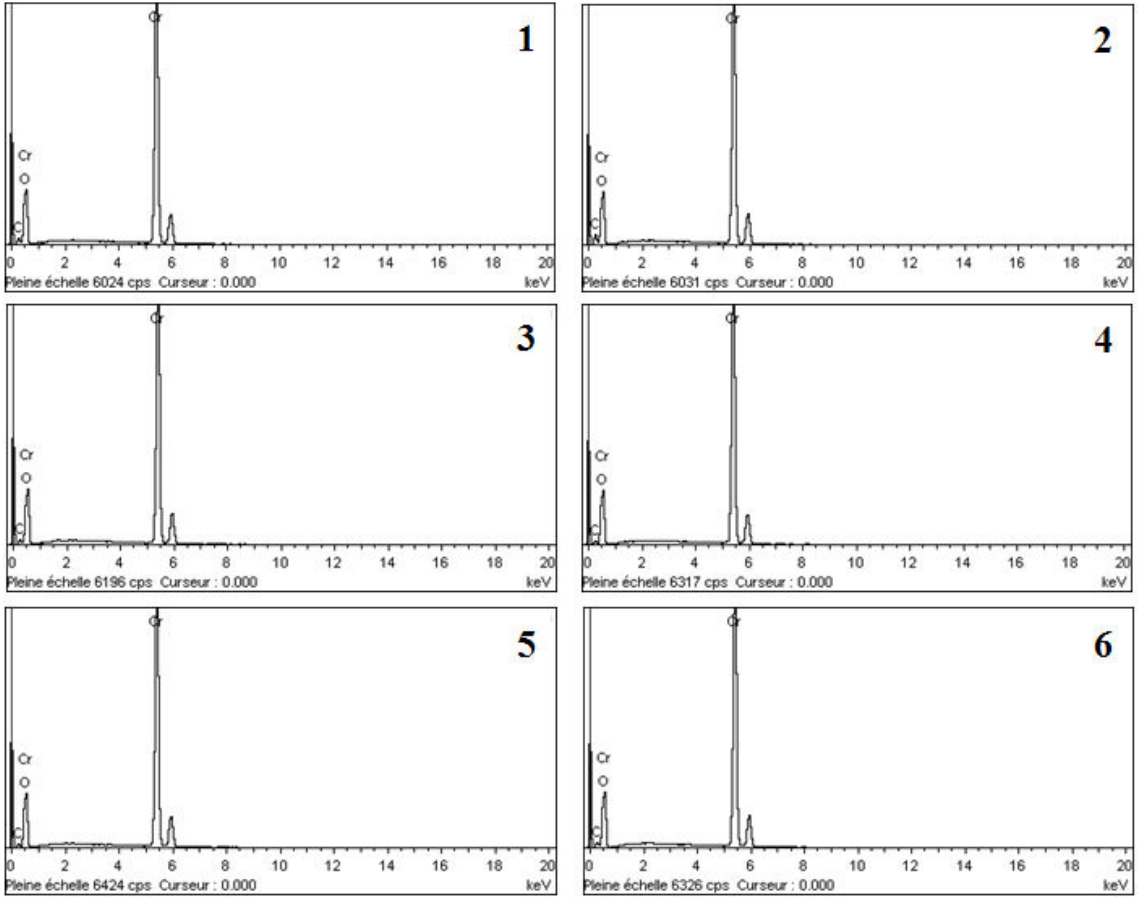 Cr
1
Cr
O
C
0 2 4 6 8 10 12 14 16 18 20
Pleine échelle 6024 cps Curseur : 0.000 keV
Cr
2
Cr
O
C
0 2 4 6 8 10 12 14 16 18 20
Pleine échelle 6031 cps Curseur : 0.000 keV
Cr
3
Cr
O
C
0 2 4 6 8 10 12 14 16 18 20
Pleine échelle 6196 cps Curseur : 0.000 keV
Cr
4
Cr
O
C
0 2 4 6 8 10 12 14 16 18 20
Pleine échelle 6317 cps Curseur : 0.000 keV
Cr
5
Cr
O
C
0 2 4 6 8 10 12 14 16 18 20
Pleine échelle 6424 cps Curseur : 0.000 keV
Cr
6
Cr
O
C
0 2 4 6 8 10 12 14 16 18 20
Pleine échelle 6326 cps Curseur : 0.000 keV